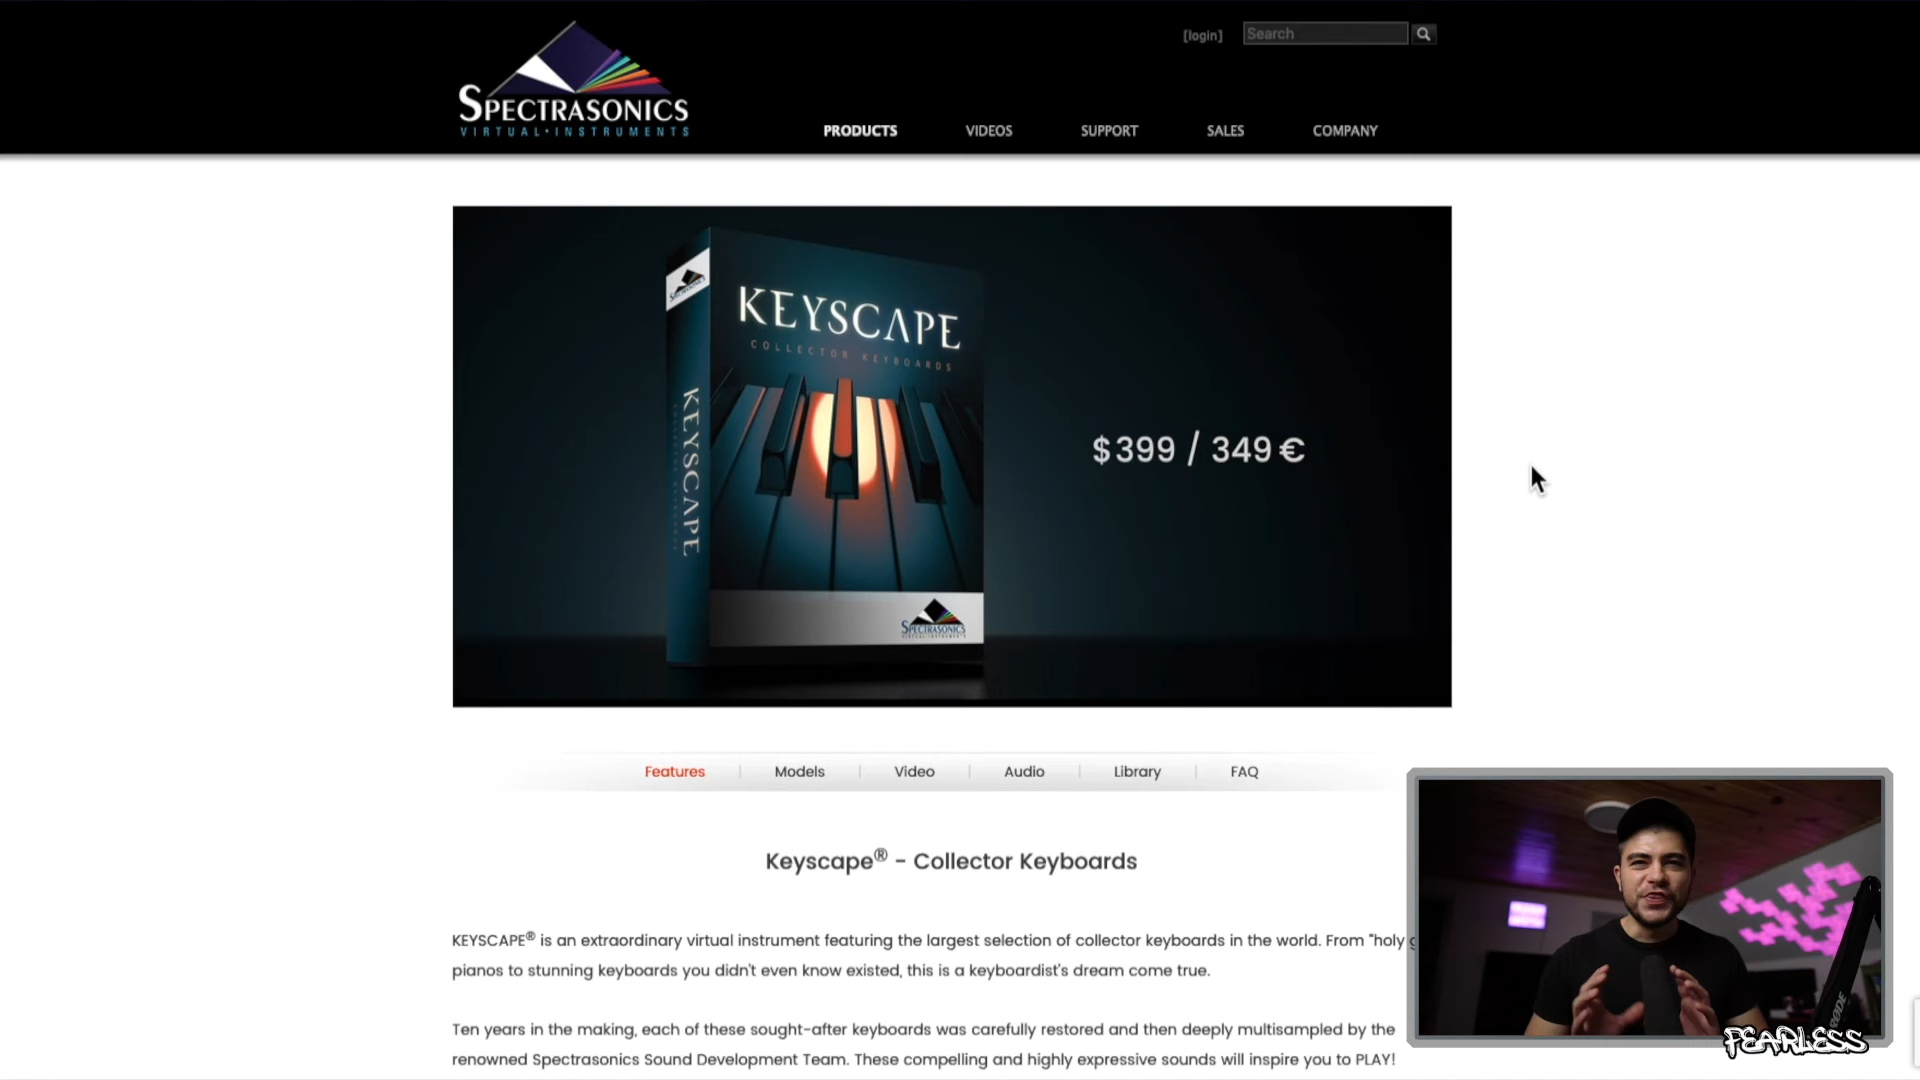 [login]
Search
SPECTRASONICS
VIRTUAL•INSTRUMENTS
PRODUCTS
VIDEOS
SUPPORT
SALES
COMPANY
KEYSCAPE
COLLECTOR KEYBOARDS
KEYSCAPE
$399 / 349 €
SPECTRASONICS
Features
Models
Video
Audio
Library
FAQ
Keyscape® - Collector Keyboards
KEYSCAPE® is an extraordinary virtual instrument featuring the largest selection of collector keyboards in the world. From "holy g
pianos to stunning keyboards you didn't even know existed, this is a keyboardist's dream come true.
Ten years in the making, each of these sought-after keyboards was carefully restored and then deeply multisampled by the
renowned Spectrasonics Sound Development Team. These compelling and highly expressive sounds will inspire you to PLAY!
RODE
FEARLESS